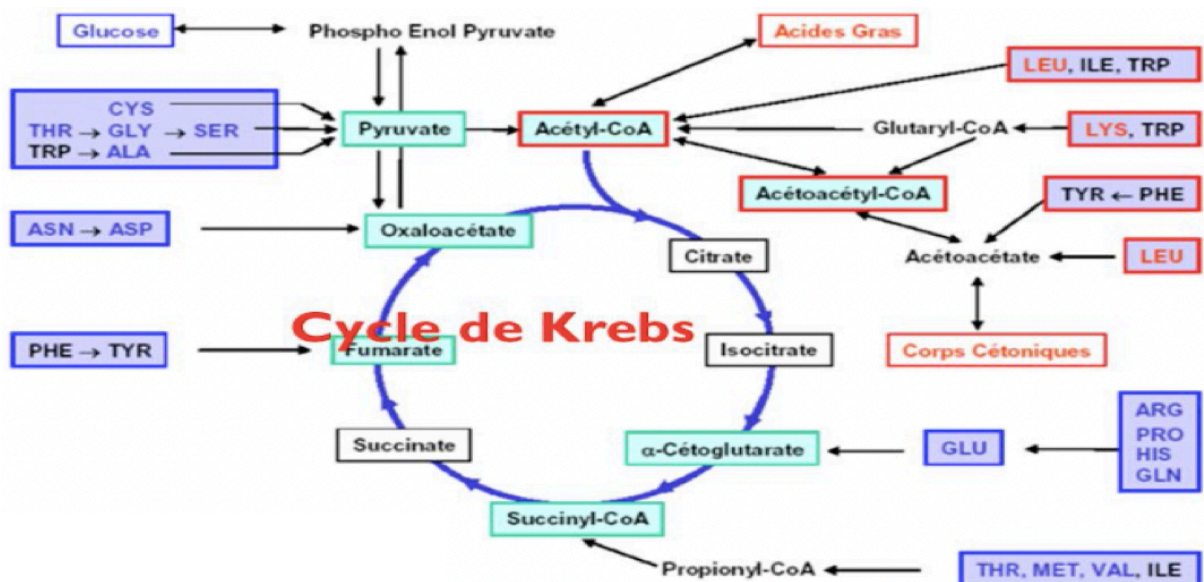 Glucose
Phospho Enol Pyruvate
Acides Gras
LEU, ILE, TRP
CYS
THR → GLY → SER
TRP → ALA
Pyruvate
Acétyl-CoA
Glutaryl-CoA
LYS, TRP
Acétoacétyl-CoA
TYR ← PHE
ASN → ASP
Oxaloacétate
Citrate
Acétoacétate
LEU
Cycle de Krebs
PHE → TYR
Fumarate
Isocitrate
Corps Cétoniques
Succinate
α-Cétoglutarate
GLU
ARG
PRO
HIS
GLN
Succinyl-CoA
Propionyl-CoA
THR, MET, VAL, ILE